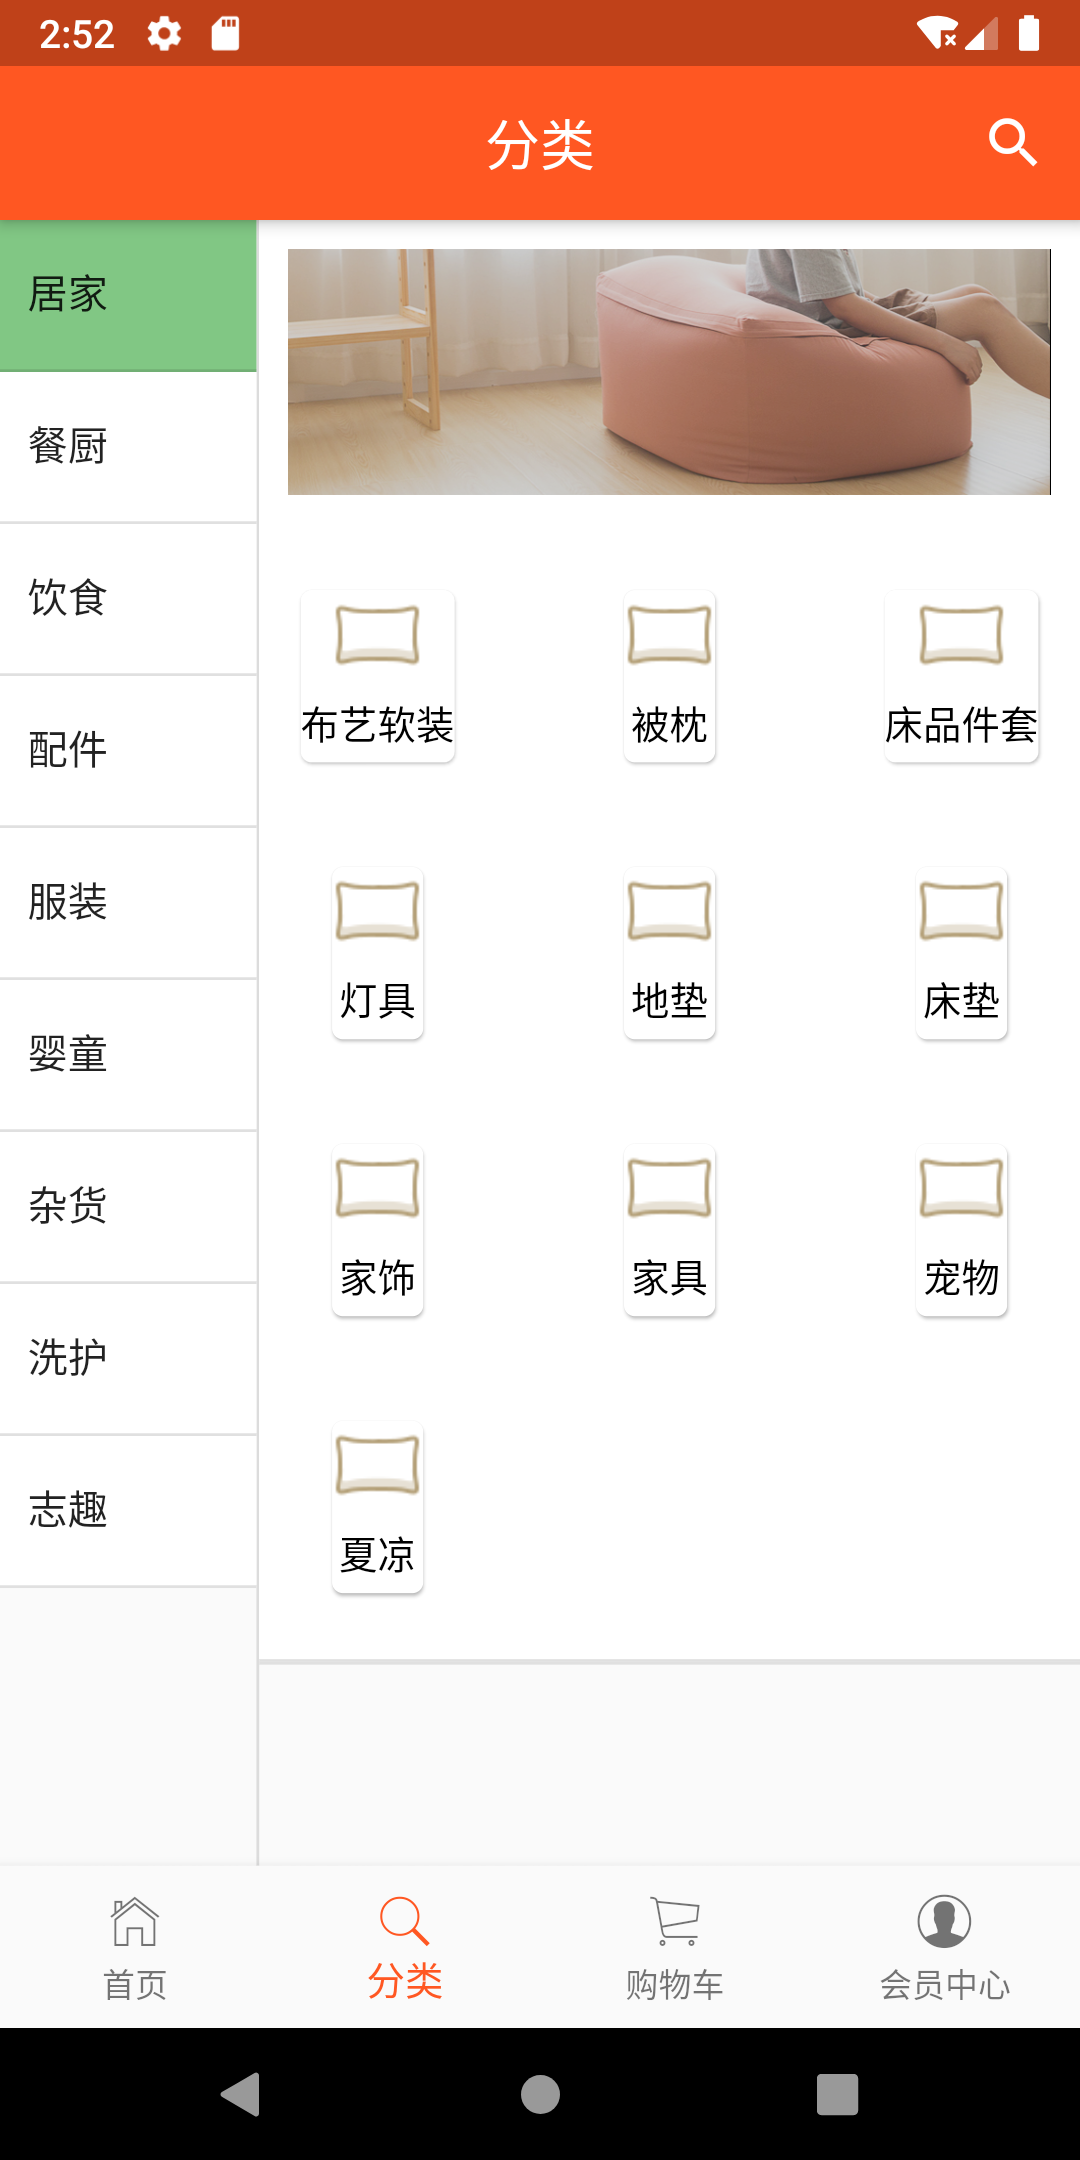 2:52
分类
居家
餐厨
饮食
配件
服装
婴童
杂货
洗护
志趣
布艺软装 被枕 床品件套
灯具 地垫 床垫
家饰 家具 宠物
夏凉
首页 分类 购物车 会员中心